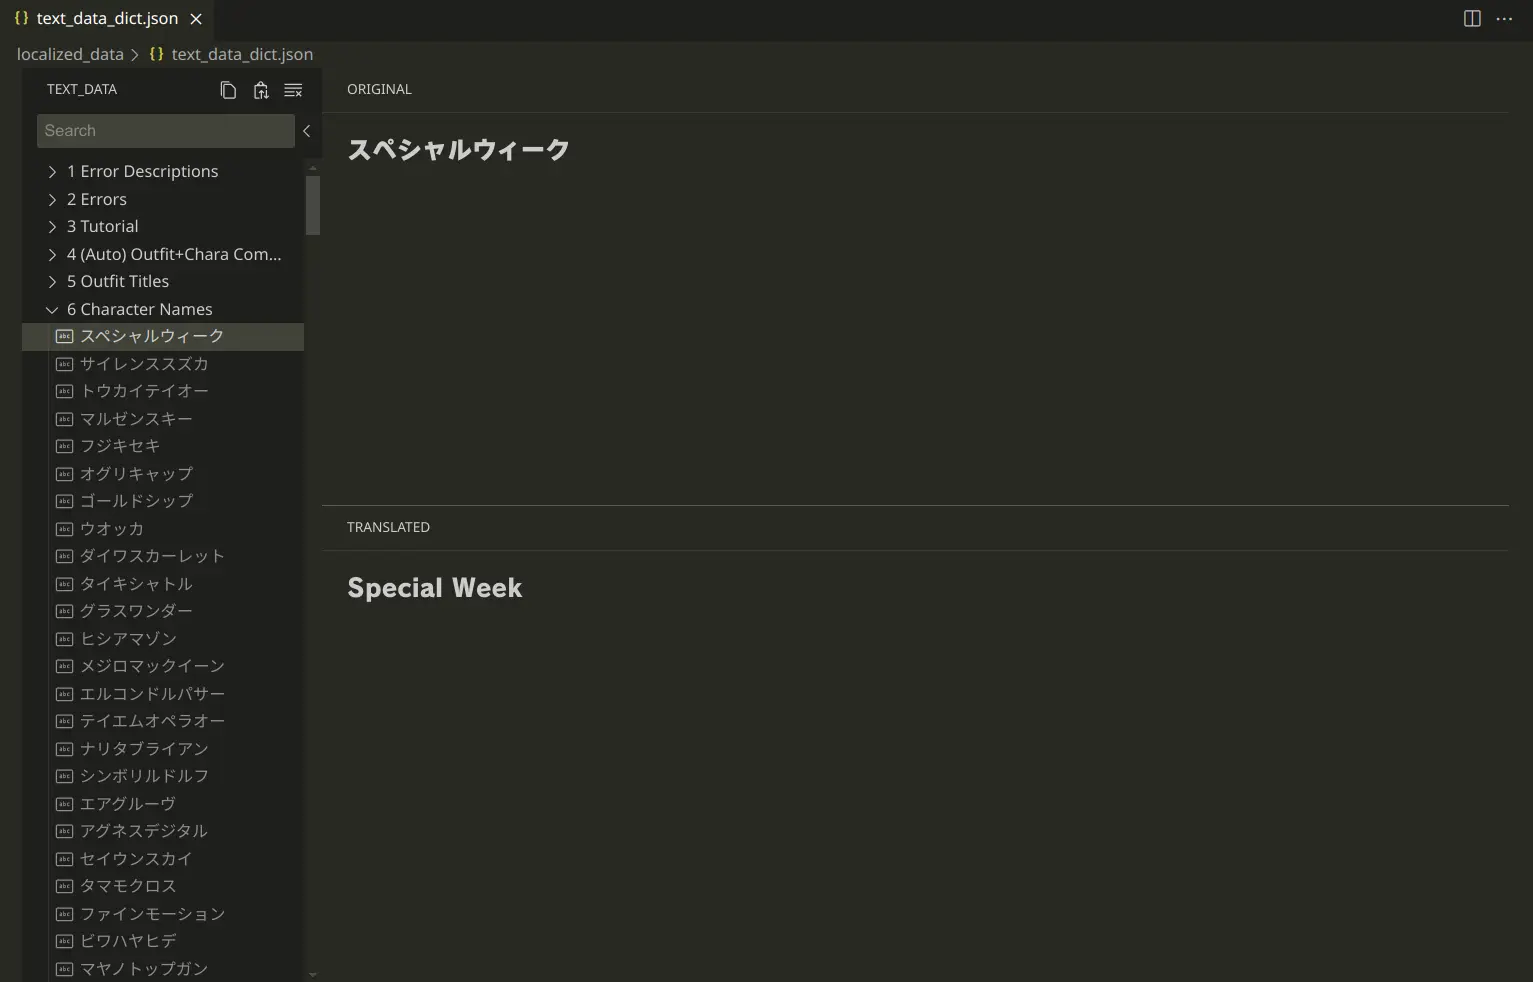 {} text_data_dict.json
localized_data > {} text_data_dict.json
TEXT_DATA
Search
1 Error Descriptions
2 Errors
3 Tutorial
4 (Auto) Outfit+Chara Com...
5 Outfit Titles
6 Character Names
スペシャルウィーク
サイレンススズカ
トウカイテイオー
マルゼンスキー
フジキセキ
オグリキャップ
ゴールドシップ
ウオッカ
ダイワスカーレット
タイキシャトル
グラスワンダー
ヒシアマゾン
メジロマックイーン
エルコンドルパサー
テイエムオペラオー
ナリタブライアン
シンボリルドルフ
エアグルーヴ
アグネスデジタル
セイウンスカイ
タマモクロス
ファインモーション
ビワハヤヒデ
マヤノトップガン
ORIGINAL
スペシャルウィーク
TRANSLATED
Special Week